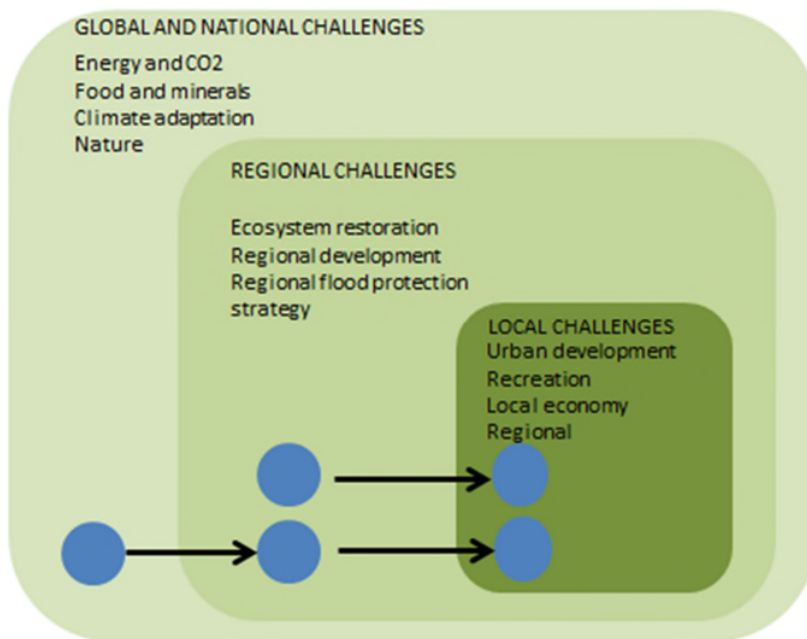 GLOBAL AND NATIONAL CHALLENGES
Energy and CO2
Food and minerals
Climate adaptation
Nature
REGIONAL CHALLENGES
Ecosystem restoration
Regional development
Regional flood protection
strategy
LOCAL CHALLENGES
Urban development
Recreation
Local economy
Regional